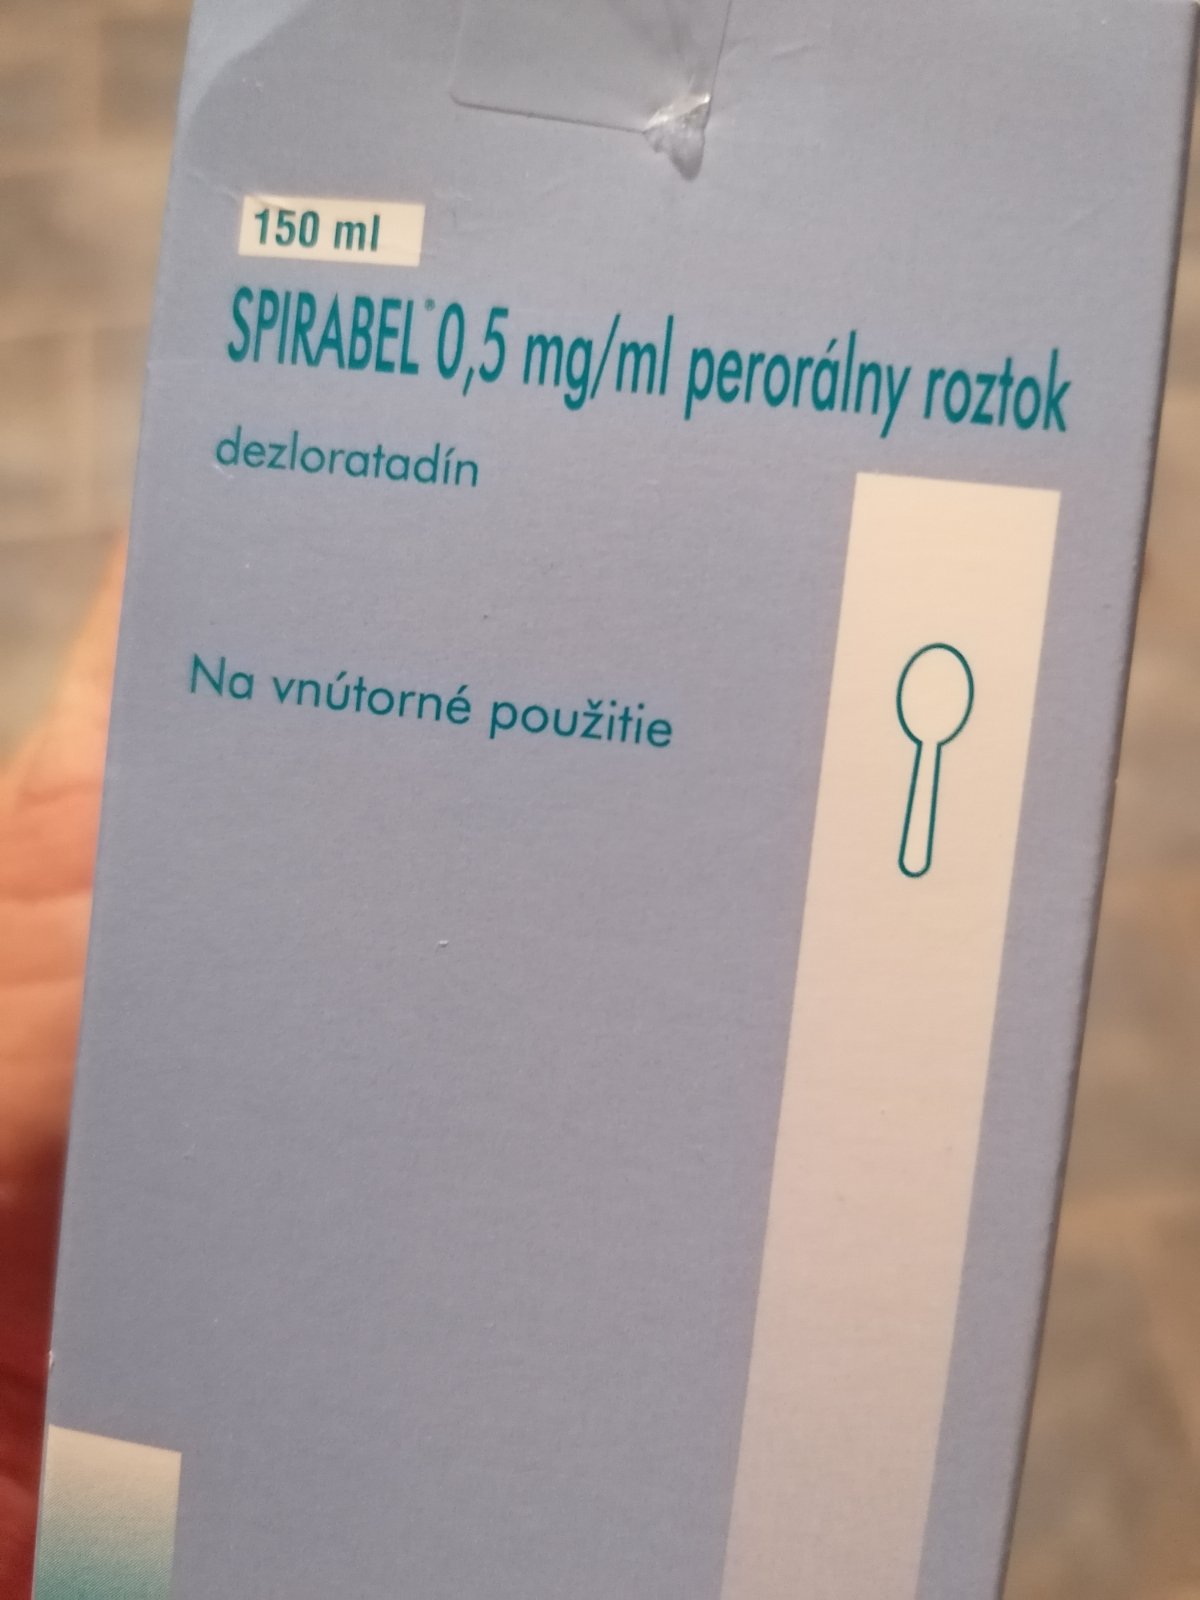 150 ml
SPIRABEL® 0,5 mg/ml perorálny roztok
dezloratadín
Na vnútorné použitie